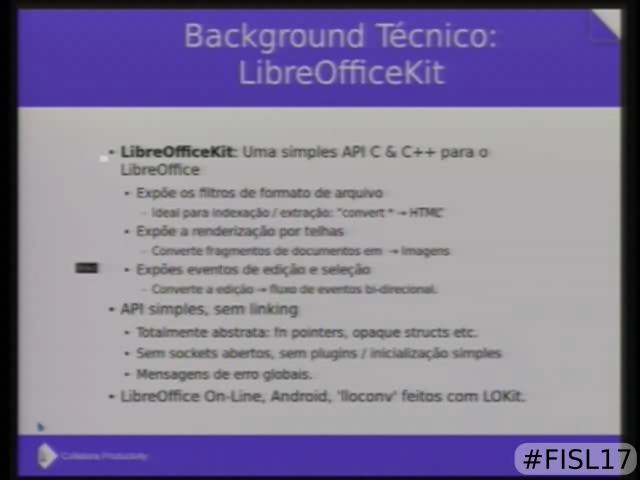 Background Técnico:
LibreOfficeKit
• LibreOfficeKit: Uma simples API C & C++ para o
LibreOffice
• Expõe os filtros de formato de arquivo
– Ideal para indexação / extração: "convert * → HTML"
• Expõe a renderização por telhas
– Converte fragmentos de documentos em → Imagens
• Expões eventos de edição e seleção
– Converte a edição → fluxo de eventos bi-direcional.
• API simples, sem linking
• Totalmente abstrata: fn pointers, opaque structs etc.
• Sem sockets abertos, sem plugins / inicialização simples
• Mensagens de erro globais.
• LibreOffice On-Line, Android, 'lloconv' feitos com LOKit.
Collabora Productivity
#FISL17